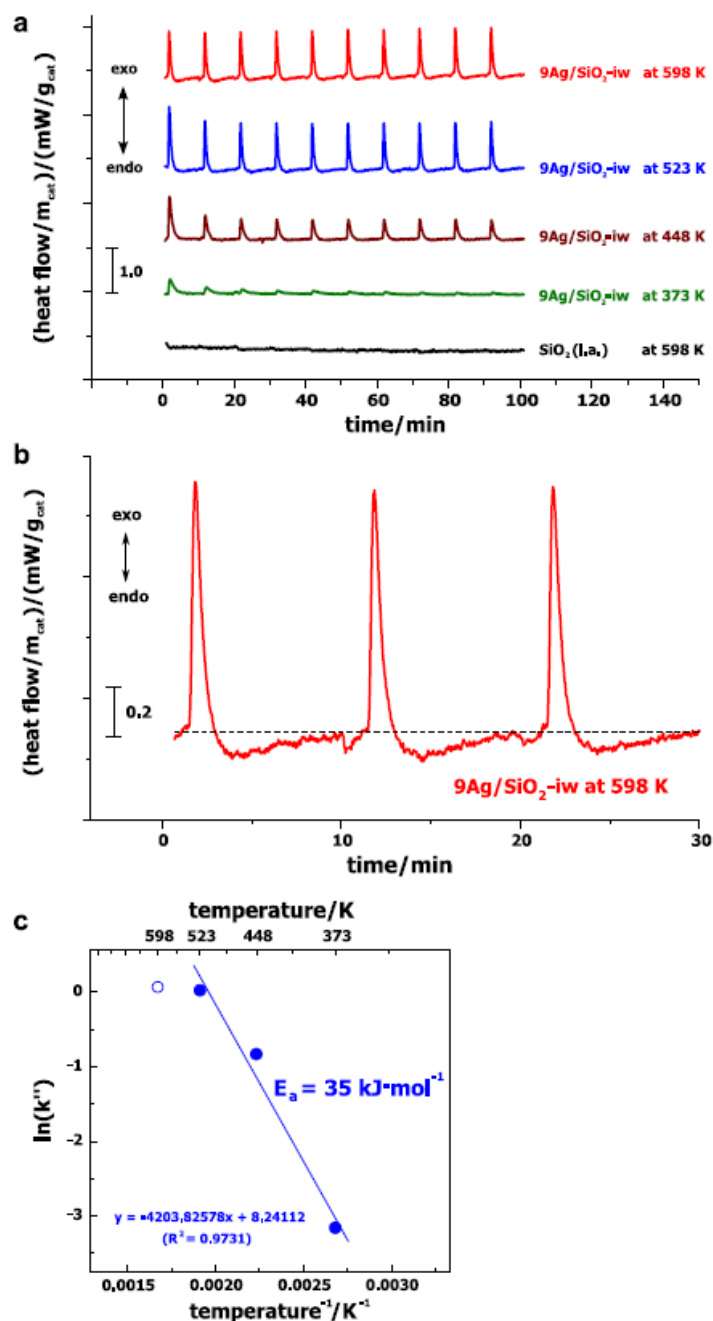 a
exo
endo
1.0
(heat flow/m_cat)/(mW/g_cat)
9Ag/SiO₂-iw at 598 K
9Ag/SiO₂-iw at 523 K
9Ag/SiO₂-iw at 448 K
9Ag/SiO₂-iw at 373 K
SiO₂(l.a.) at 598 K
0 20 40 60 80 100 120 140
time/min
b
exo
endo
0.2
(heat flow/m_cat)/(mW/g_cat)
9Ag/SiO₂-iw at 598 K
0 10 20 30
time/min
c
temperature/K
598 523 448 373
0
-1
-2
-3
ln(k'')
Eₐ = 35 kJ·mol⁻¹
y = -4203,82578x + 8,24112
(R² = 0.9731)
0.0015 0.0020 0.0025 0.0030
temperature⁻¹/K⁻¹